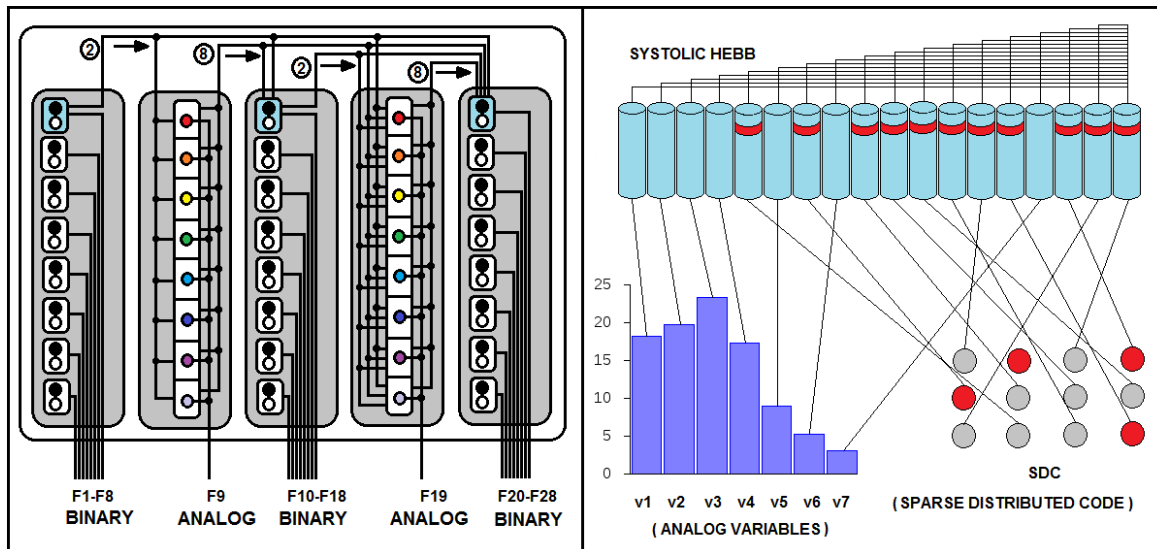 2
8
2
8
F1-F8
F9
F10-F18
F19
F20-F28
BINARY
ANALOG
BINARY
ANALOG
BINARY
SYSTOLIC HEBB
25
20
15
10
5
0
v1 v2 v3 v4 v5 v6 v7
( ANALOG VARIABLES )
SDC
( SPARSE DISTRIBUTED CODE )